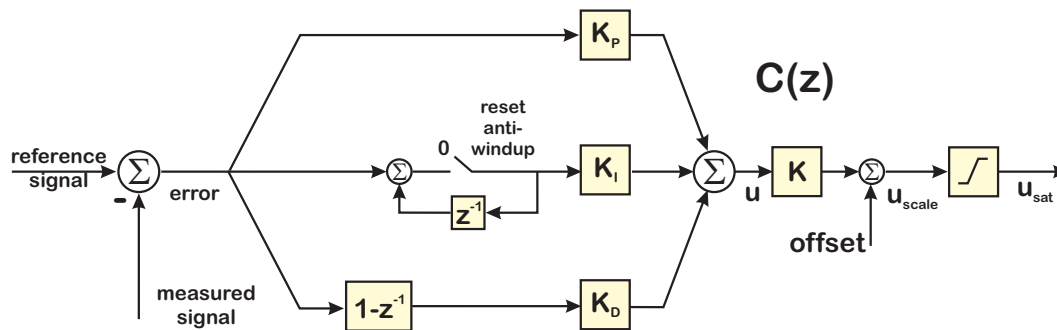 K_P
C(z)
reset
anti-
windup
0
reference
signal
Σ
-
error
Σ
K_I
z⁻¹
Σ
u
K
Σ
u_scale
u_sat
offset
measured
signal
1-z⁻¹
K_D